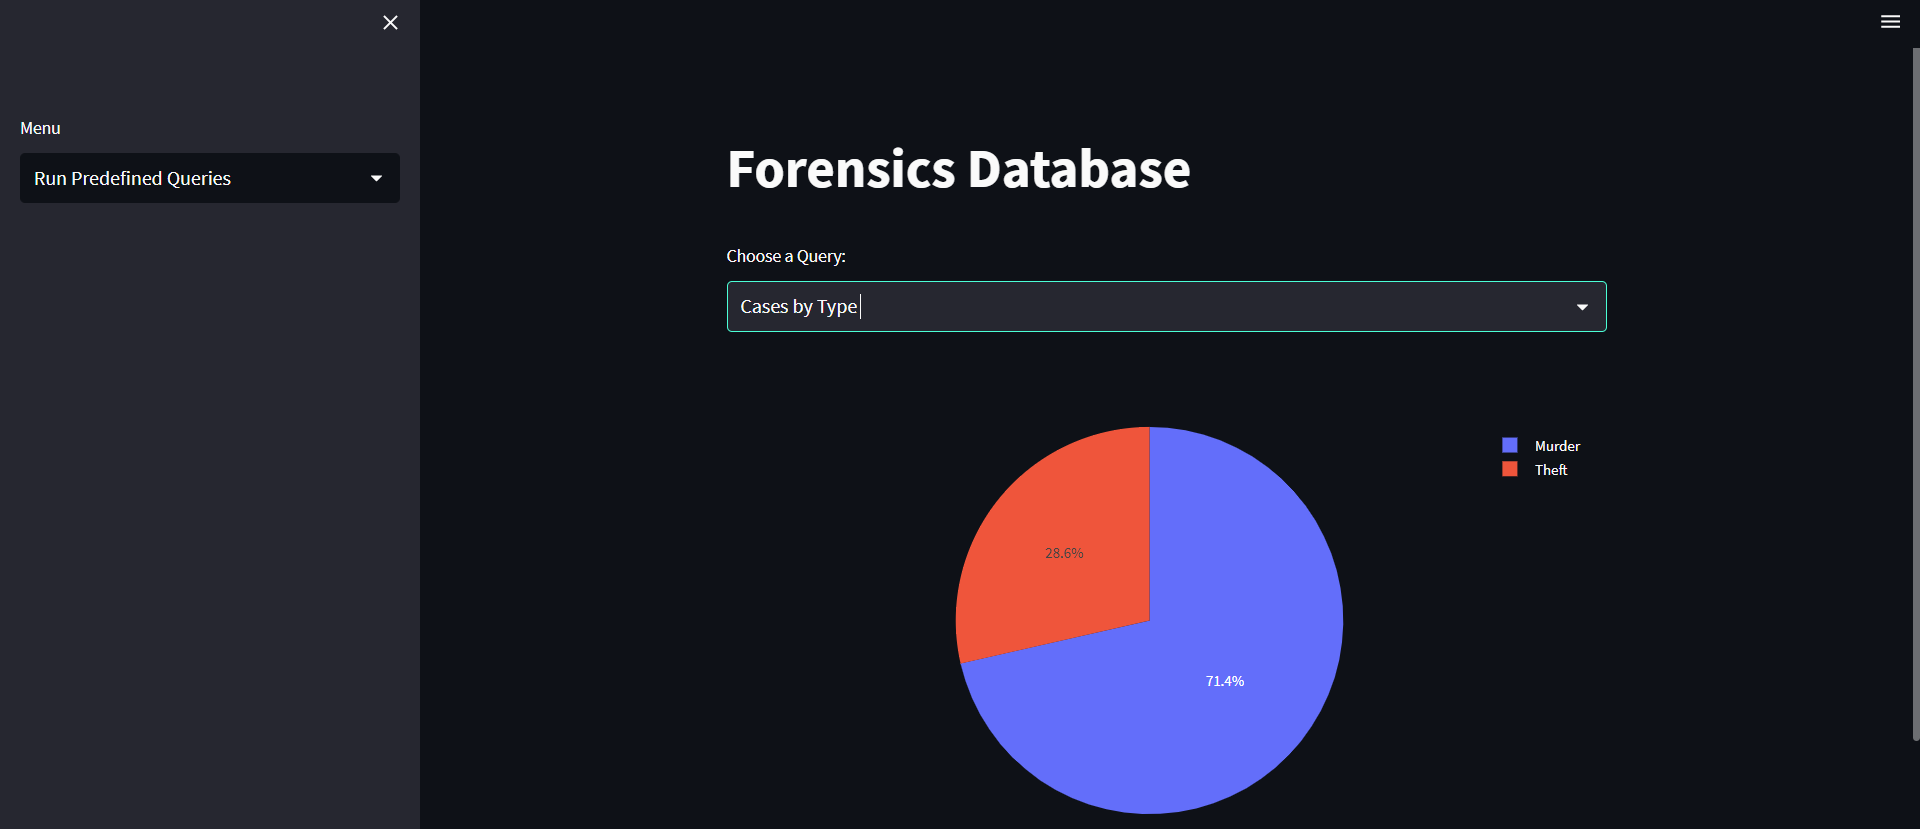 Menu
Run Predefined Queries
Forensics Database
Choose a Query:
Cases by Type
Murder
Theft
28.6%
71.4%